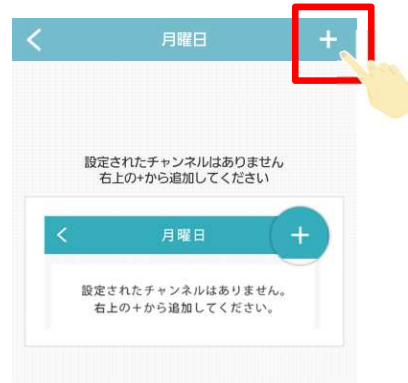 月曜日
設定されたチャンネルはありません
右上の+から追加してください
月曜日
設定されたチャンネルはありません。
右上の+から追加してください。